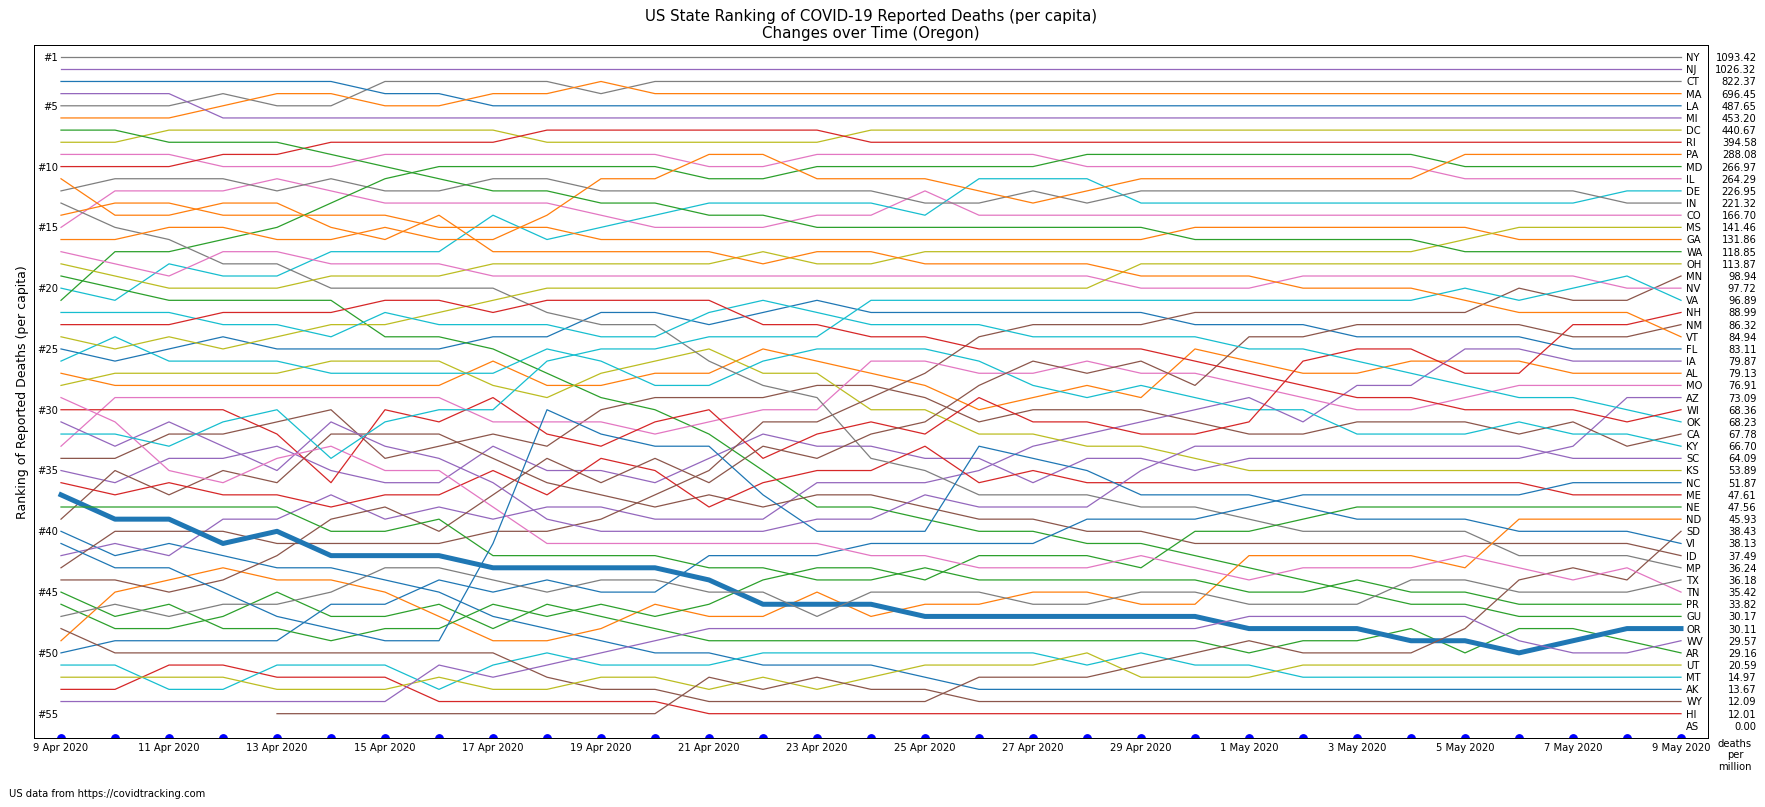 US State Ranking of COVID-19 Reported Deaths (per capita)
Changes over Time (Oregon)
Ranking of Reported Deaths (per capita)
#1
#5
#10
#15
#20
#25
#30
#35
#40
#45
#50
#55
NY 1093.42
NJ 1026.32
CT 822.37
MA 696.45
LA 487.65
MI 453.20
DC 440.67
RI 394.58
PA 288.08
MD 266.97
IL 264.29
DE 226.95
IN 221.32
CO 166.70
MS 141.46
GA 131.86
WA 118.85
OH 113.87
MN 98.94
NV 97.72
VA 96.89
NH 88.99
NM 86.32
VT 84.94
FL 83.11
IA 79.87
AL 79.13
MO 76.91
AZ 73.09
WI 68.36
OK 68.23
CA 67.78
KY 66.70
SC 64.09
KS 53.89
NC 51.87
ME 47.61
NE 47.56
ND 45.93
SD 38.43
VI 38.13
ID 37.49
MP 36.24
TX 36.18
TN 35.42
PR 33.82
GU 30.17
OR 30.11
WV 29.57
AR 29.16
UT 20.59
MT 14.97
AK 13.67
WY 12.09
HI 12.01
AS 0.00
9 Apr 2020 11 Apr 2020 13 Apr 2020 15 Apr 2020 17 Apr 2020 19 Apr 2020 21 Apr 2020 23 Apr 2020 25 Apr 2020 27 Apr 2020 29 Apr 2020 1 May 2020 3 May 2020 5 May 2020 7 May 2020 9 May 2020
deaths
per
million
US data from https://covidtracking.com